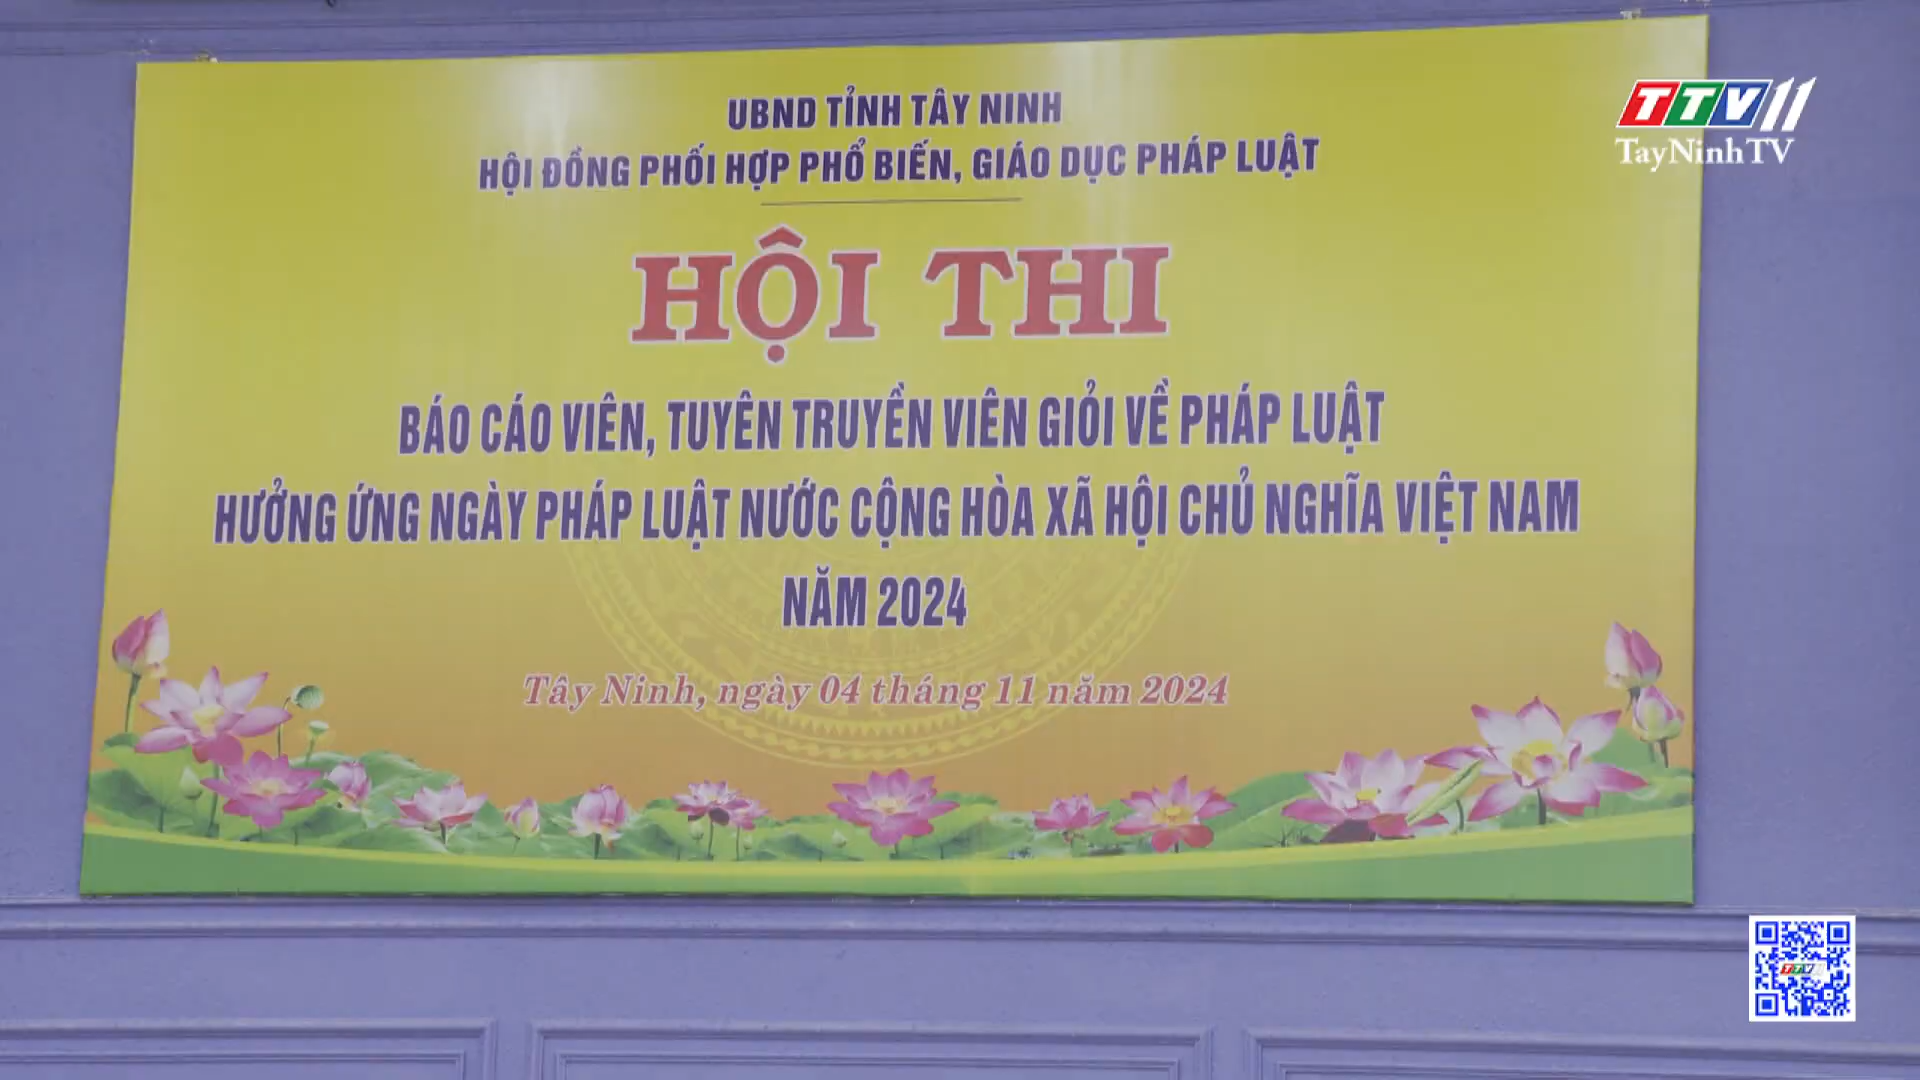 UBND TỈNH TÂY NINH
HỘI ĐỒNG PHỐI HỢP PHỔ BIẾN, GIÁO DỤC PHÁP LUẬT
HỘI THI
BÁO CÁO VIÊN, TUYÊN TRUYỀN VIÊN GIỎI VỀ PHÁP LUẬT
HƯỞNG ỨNG NGÀY PHÁP LUẬT NƯỚC CỘNG HÒA XÃ HỘI CHỦ NGHĨA VIỆT NAM
NĂM 2024
Tây Ninh, ngày 04 tháng 11 năm 2024
TTV11
TayNinhTV
TTV11